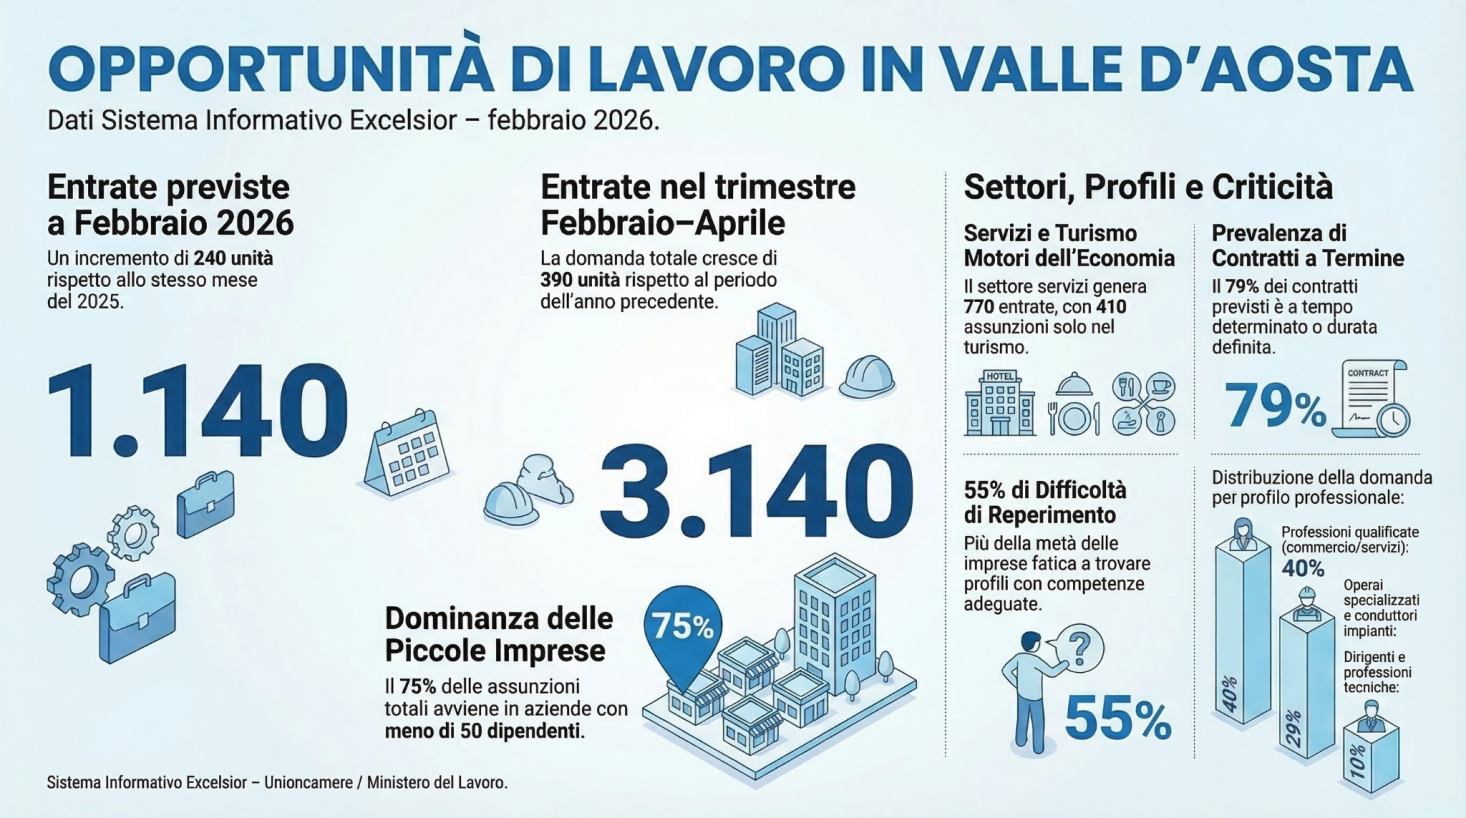 OPPORTUNITÀ DI LAVORO IN VALLE D'AOSTA
Dati Sistema Informativo Excelsior – febbraio 2026.
Entrate previste
a Febbraio 2026
Un incremento di 240 unità
rispetto allo stesso mese
del 2025.
1.140
Entrate nel trimestre
Febbraio–Aprile
La domanda totale cresce di
390 unità rispetto al periodo
dell'anno precedente.
3.140
Dominanza delle
Piccole Imprese
Il 75% delle assunzioni
totali avviene in aziende con
meno di 50 dipendenti.
75%
Settori, Profili e Criticità
Servizi e Turismo
Motori dell'Economia
Il settore servizi genera
770 entrate, con 410
assunzioni solo nel
turismo.
HOTEL
Prevalenza di
Contratti a Termine
Il 79% dei contratti
previsti è a tempo
determinato o durata
definita.
79%
CONTRACT
55% di Difficoltà
di Reperimento
Più della metà delle
imprese fatica a trovare
profili con competenze
adeguate.
?
55%
Distribuzione della domanda
per profilo professionale:
Professioni qualificate
(commercio/servizi):
40%
Operai
specializzati
e conduttori
impianti:
Dirigenti e
professioni
tecniche:
40%
29%
10%
Sistema Informativo Excelsior – Unioncamere / Ministero del Lavoro.